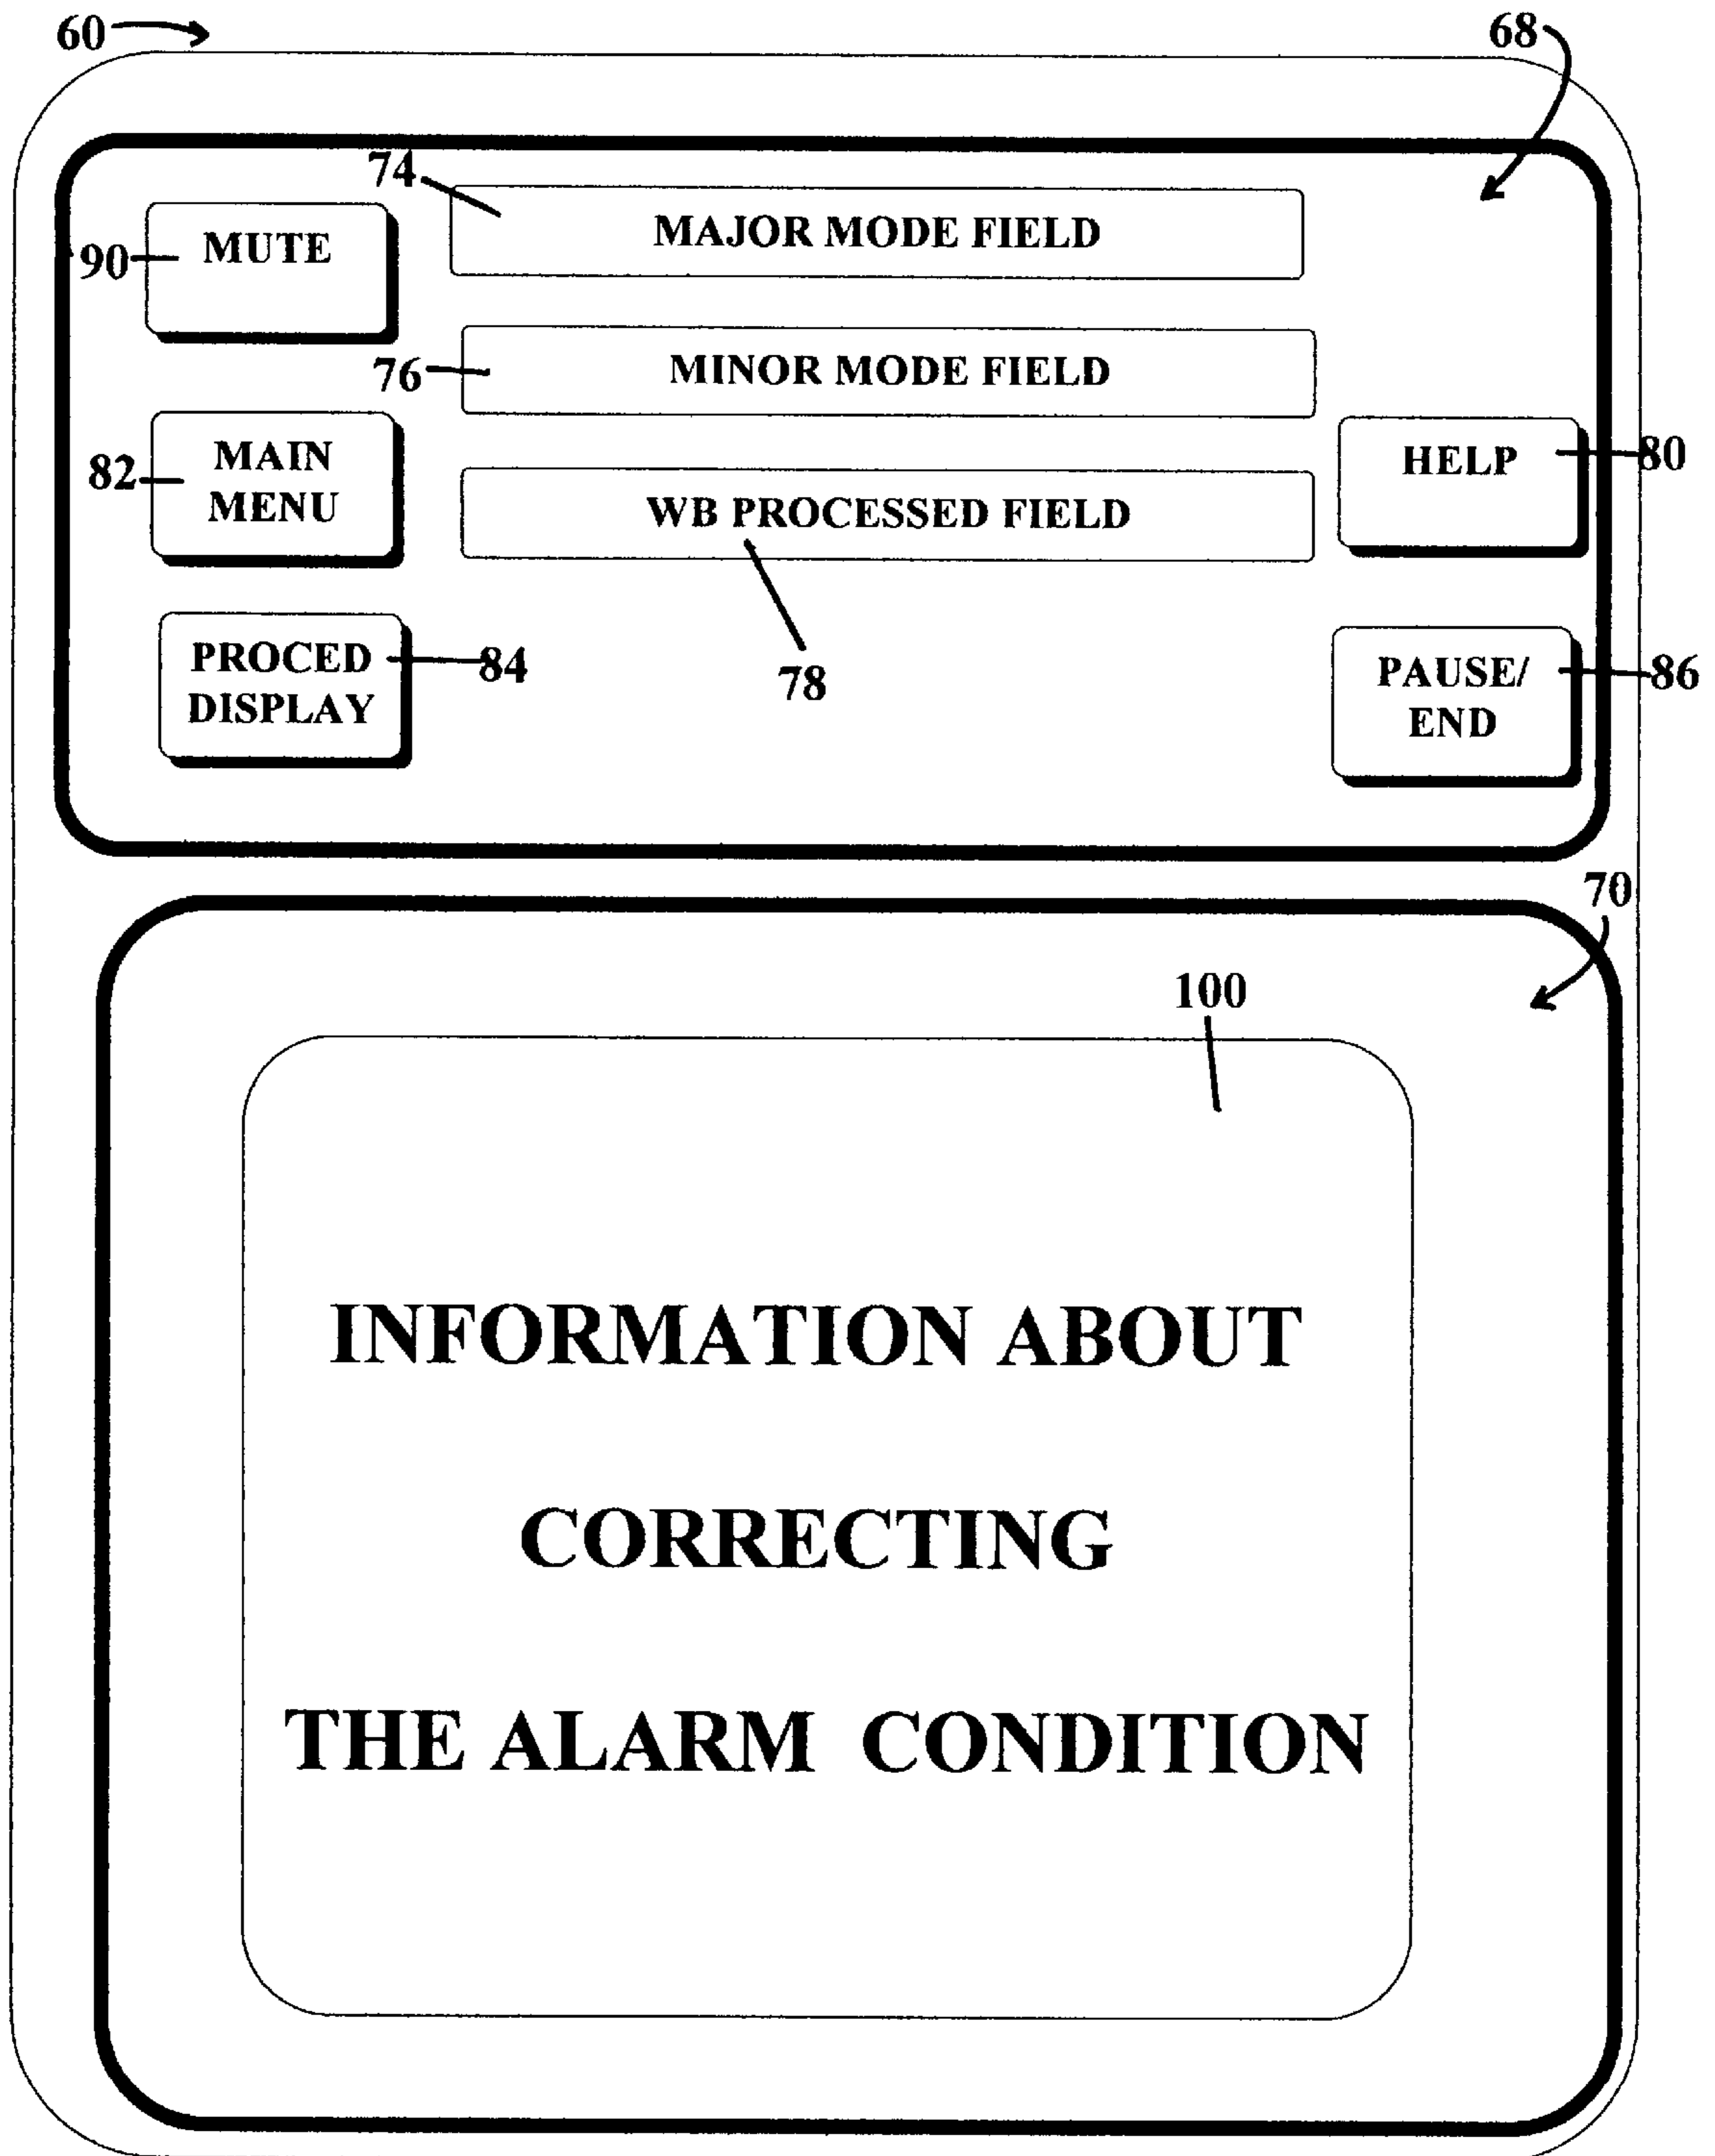 60
68
74
MAJOR MODE FIELD
90
MUTE
76
MINOR MODE FIELD
82
MAIN
MENU
HELP
80
WB PROCESSED FIELD
78
PROCED
DISPLAY
84
PAUSE/
END
86
70
100
INFORMATION ABOUT
CORRECTING
THE ALARM CONDITION